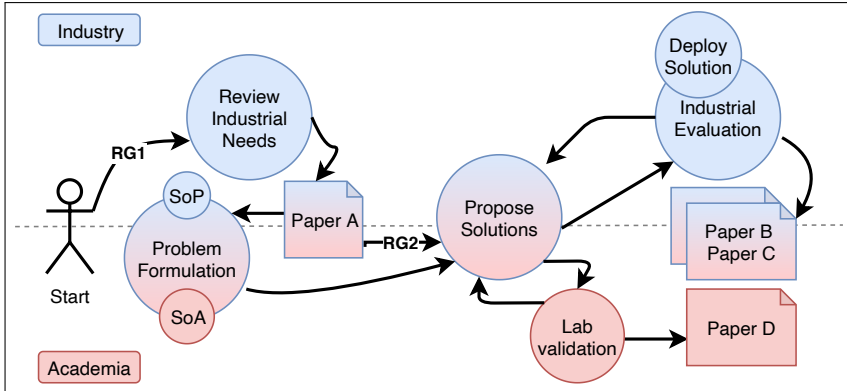 Industry
Deploy
Solution
Review
Industrial
Needs
Industrial
Evaluation
RG1
SoP
Paper A
Propose
Solutions
Paper B
Paper C
Problem
Formulation
RG2
Start
SoA
Lab
validation
Paper D
Academia